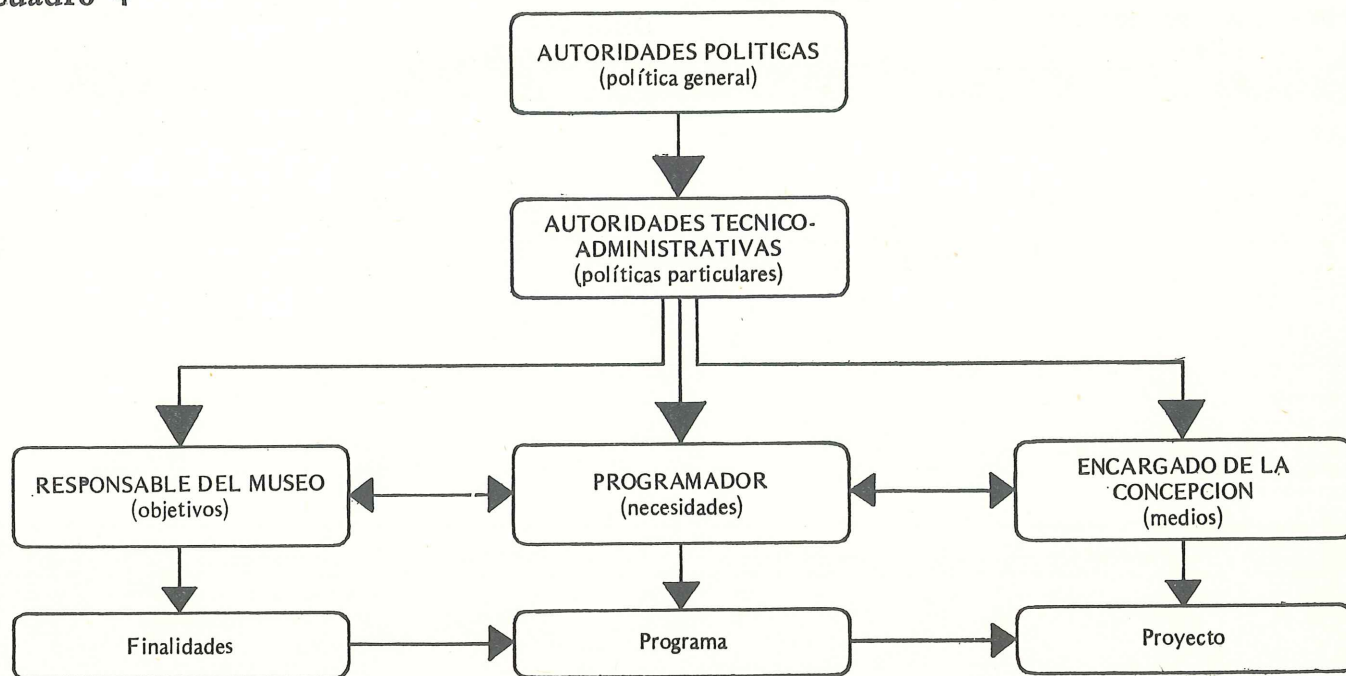 AUTORIDADES POLITICAS
(política general)
AUTORIDADES TECNICO-
ADMINISTRATIVAS
(políticas particulares)
RESPONSABLE DEL MUSEO
(objetivos)
PROGRAMADOR
(necesidades)
ENCARGADO DE LA
CONCEPCION
(medios)
Finalidades
Programa
Proyecto